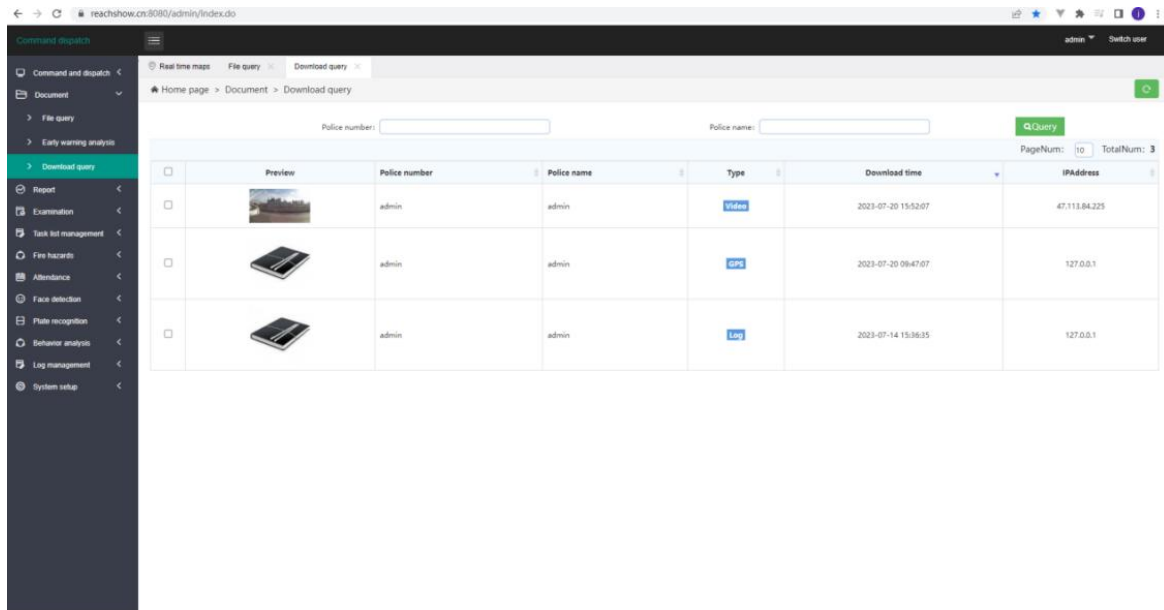 reachshow.cn:8080/admin/index.do
Command dispatch
admin Switch user
Real time maps File query Download query
Home page > Document > Download query
Command and dispatch
Document
File query
Early warning analysis
Download query
Report
Examination
Task list management
Fire hazards
Attendance
Face detection
Plate recognition
Behavior analysis
Log management
System setup
Police number: Police name: Query
PageNum: 10 TotalNum: 3
Preview Police number Police name Type Download time IPAddress
admin admin Video 2023-07-20 15:52:07 47.113.84.225
admin admin GPS 2023-07-20 09:47:07 127.0.0.1
admin admin Log 2023-07-14 15:36:35 127.0.0.1